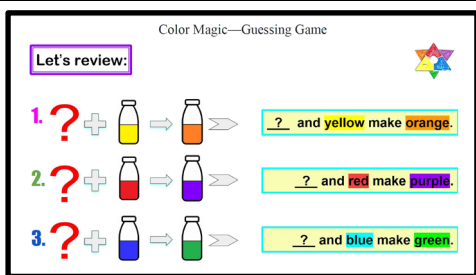 Color Magic—Guessing Game
Let's review:
1. ? + → ? and yellow make orange.
2. ? + → ? and red make purple.
3. ? + → ? and blue make green.